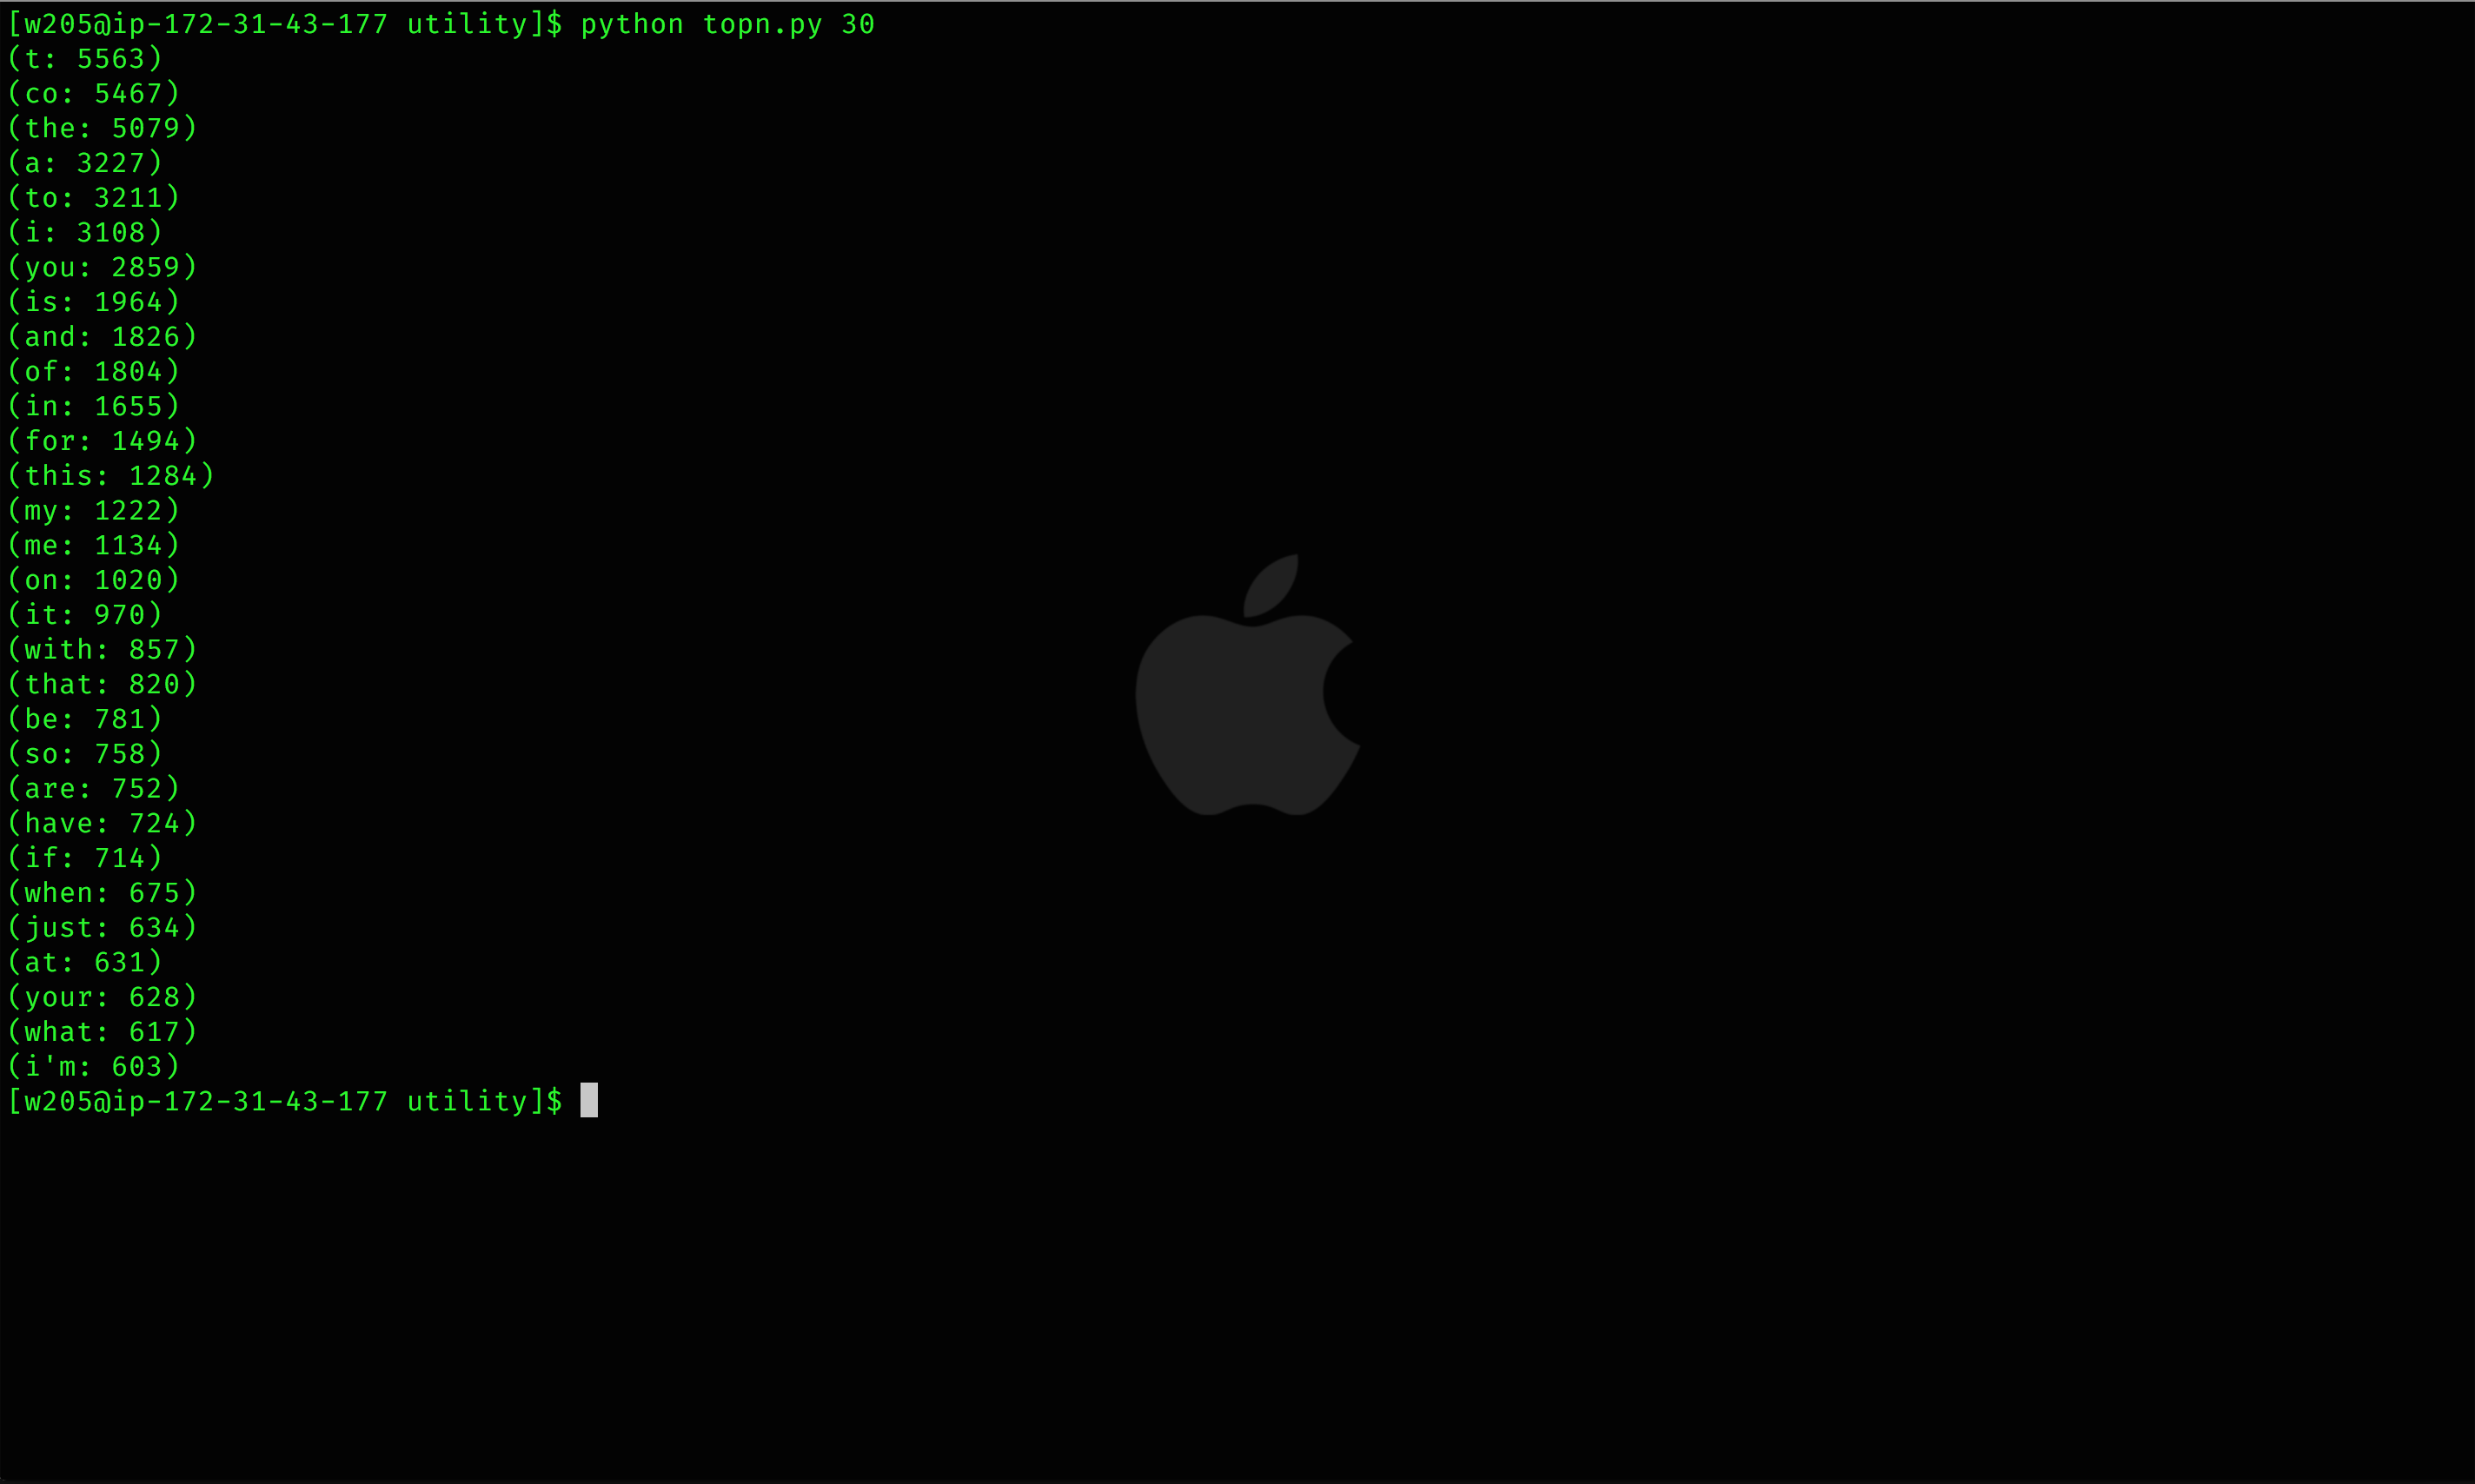 [w205@ip-172-31-43-177 utility]$ python topn.py 30
(t: 5563)
(co: 5467)
(the: 5079)
(a: 3227)
(to: 3211)
(i: 3108)
(you: 2859)
(is: 1964)
(and: 1826)
(of: 1804)
(in: 1655)
(for: 1494)
(this: 1284)
(my: 1222)
(me: 1134)
(on: 1020)
(it: 970)
(with: 857)
(that: 820)
(be: 781)
(so: 758)
(are: 752)
(have: 724)
(if: 714)
(when: 675)
(just: 634)
(at: 631)
(your: 628)
(what: 617)
(i'm: 603)
[w205@ip-172-31-43-177 utility]$